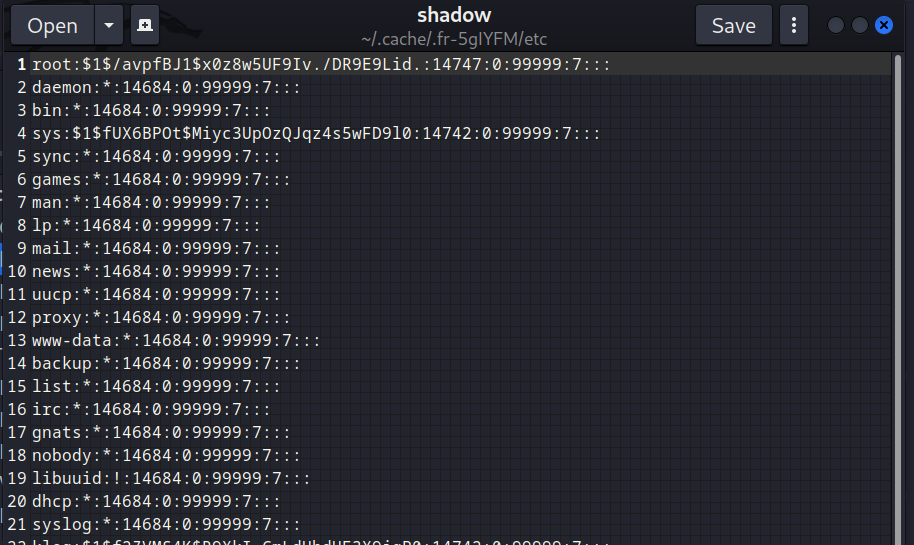 Open
shadow
~/.cache/.fr-5gIYFM/etc
Save
1 root:$1$/avpfBJ1$x0z8w5UF9Iv./DR9E9Lid.:14747:0:99999:7:::
2 daemon:*:14684:0:99999:7:::
3 bin:*:14684:0:99999:7:::
4 sys:$1$fUX6BPOt$Miyc3UpOzQJqz4s5wFD9l0:14742:0:99999:7:::
5 sync:*:14684:0:99999:7:::
6 games:*:14684:0:99999:7:::
7 man:*:14684:0:99999:7:::
8 lp:*:14684:0:99999:7:::
9 mail:*:14684:0:99999:7:::
10 news:*:14684:0:99999:7:::
11 uucp:*:14684:0:99999:7:::
12 proxy:*:14684:0:99999:7:::
13 www-data:*:14684:0:99999:7:::
14 backup:*:14684:0:99999:7:::
15 list:*:14684:0:99999:7:::
16 irc:*:14684:0:99999:7:::
17 gnats:*:14684:0:99999:7:::
18 nobody:*:14684:0:99999:7:::
19 libuuid:!:14684:0:99999:7:::
20 dhcp:*:14684:0:99999:7:::
21 syslog:*:14684:0:99999:7:::